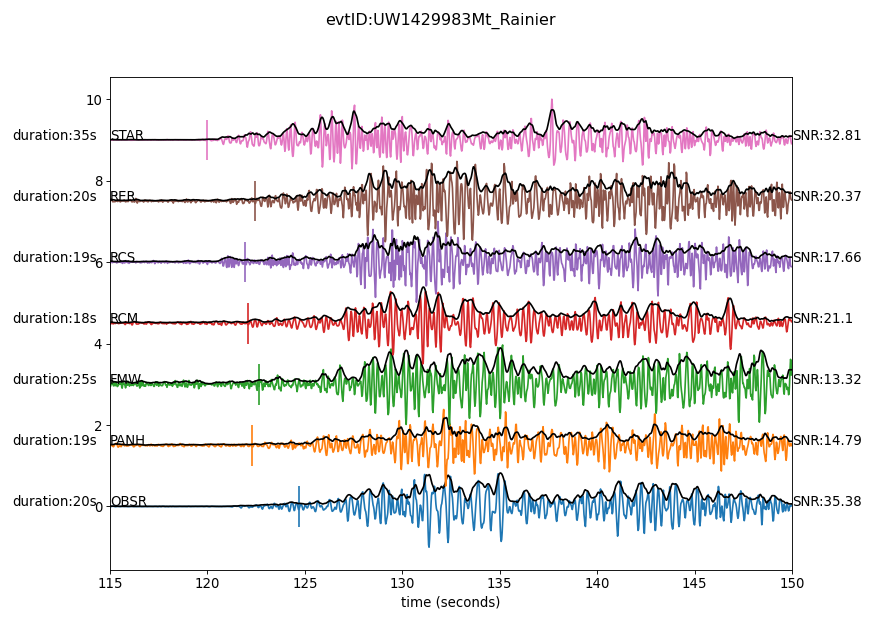 evtID:UW1429983Mt_Rainier
10
duration:35s STAR SNR:32.81
8
duration:20s RER SNR:20.37
duration:19s RCS SNR:17.66
6
duration:18s RCM SNR:21.1
4
duration:25s FMW SNR:13.32
2
duration:19s PANH SNR:14.79
duration:20s OBSR SNR:35.38
0
115 120 125 130 135 140 145 150
time (seconds)